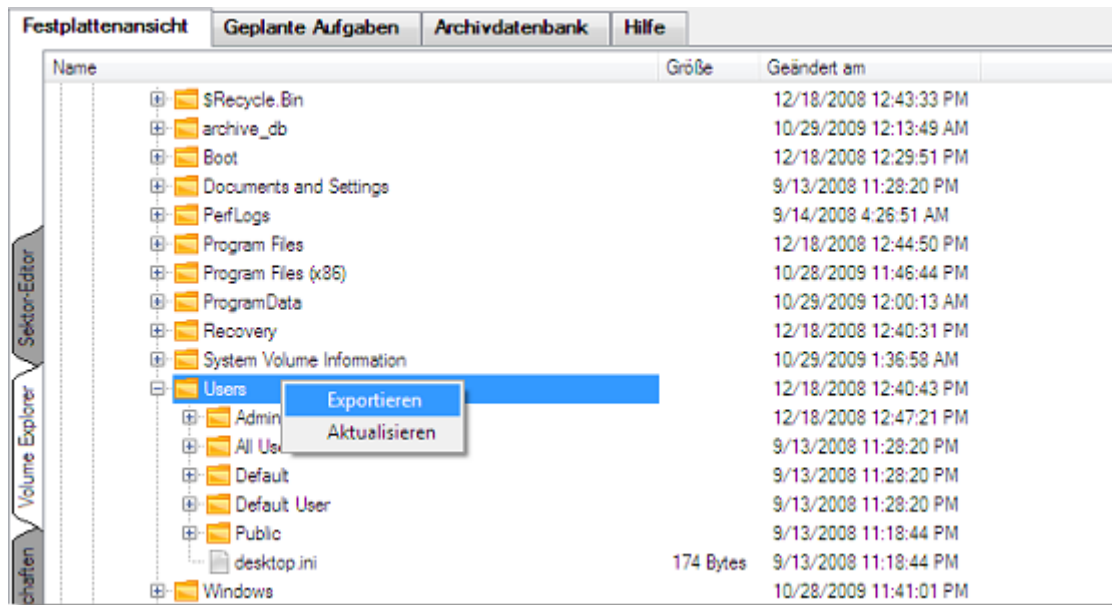 Festplattenansicht Geplante Aufgaben Archivdatenbank Hilfe
Name Größe Geändert am
$Recycle.Bin 12/18/2008 12:43:33 PM
archive_db 10/29/2009 12:13:49 AM
Boot 12/18/2008 12:29:51 PM
Documents and Settings 9/13/2008 11:28:20 PM
PerfLogs 9/14/2008 4:26:51 AM
Program Files 12/18/2008 12:44:50 PM
Program Files (x86) 10/28/2009 11:46:44 PM
ProgramData 10/29/2009 12:00:13 AM
Recovery 12/18/2008 12:40:31 PM
System Volume Information 10/29/2009 1:36:58 AM
Users 12/18/2008 12:40:43 PM
Exportieren
Admin 12/18/2008 12:47:21 PM
Aktualisieren
All Use 9/13/2008 11:28:20 PM
Default 9/13/2008 11:28:20 PM
Default User 9/13/2008 11:28:20 PM
Public 9/13/2008 11:18:44 PM
desktop.ini 174 Bytes 9/13/2008 11:18:44 PM
Windows 10/28/2009 11:41:01 PM
Sektor-Editor
Volume Explorer
chaften